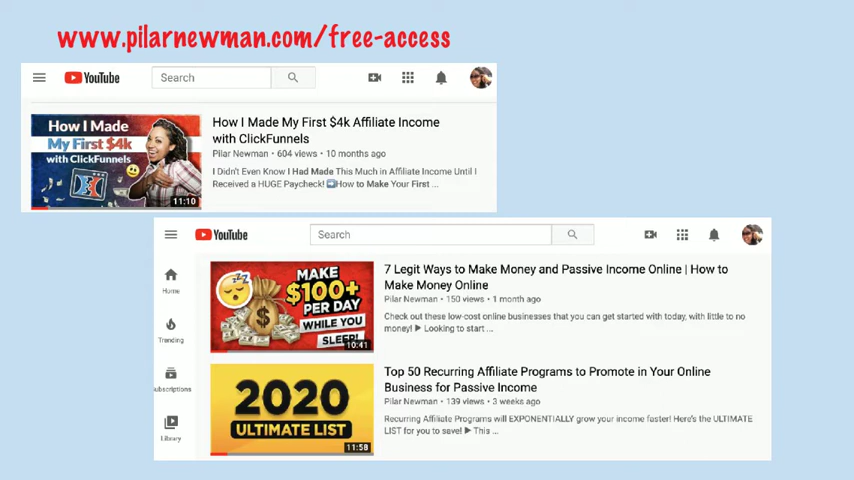 www.pilarnewman.com/free-access
YouTube
Search
How I Made
My First $4k
with ClickFunnels
11:10
How I Made My First $4k Affiliate Income
with ClickFunnels
Pilar Newman • 604 views • 10 months ago
I Didn't Even Know I Had Made This Much in Affiliate Income Until I
Received a HUGE Paycheck! ➡️How to Make Your First ...
YouTube
Search
Home
Trending
ubscriptions
Library
MAKE
$100+
PER DAY
WHILE YOU
SLEEP!
10:41
7 Legit Ways to Make Money and Passive Income Online | How to
Make Money Online
Pilar Newman • 150 views • 1 month ago
Check out these low-cost online businesses that you can get started with today, with little to no
money! ▶ Looking to start ...
2020
ULTIMATE LIST
11:58
Top 50 Recurring Affiliate Programs to Promote in Your Online
Business for Passive Income
Pilar Newman • 139 views • 3 weeks ago
Recurring Affiliate Programs will EXPONENTIALLY grow your income faster! Here's the ULTIMATE
LIST for you to save! ▶ This ...